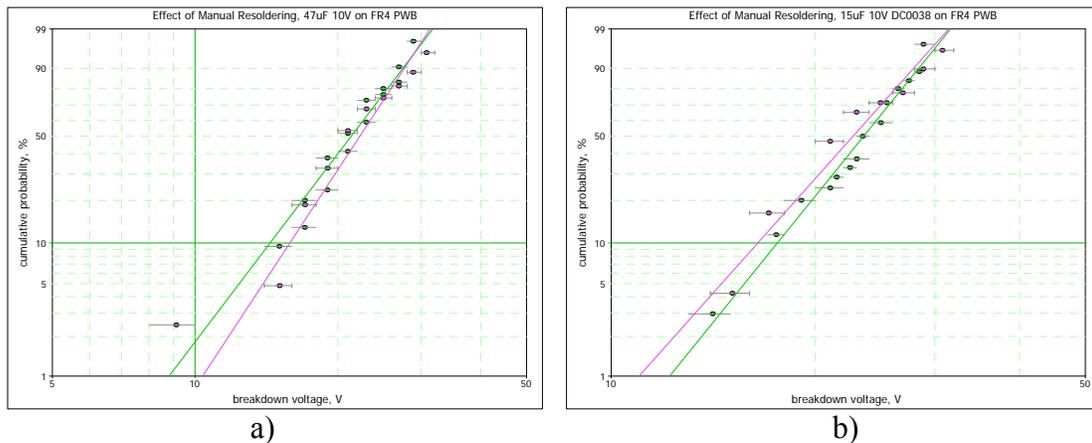 Effect of Manual Resoldering, 47uF 10V on FR4 PWB
99
90
50
10
5
1
cumulative probability, %
5
10
50
breakdown voltage, V
a)
Effect of Manual Resoldering, 15uF 10V DC0038 on FR4 PWB
99
90
50
10
5
1
cumulative probability, %
10
50
breakdown voltage, V
b)